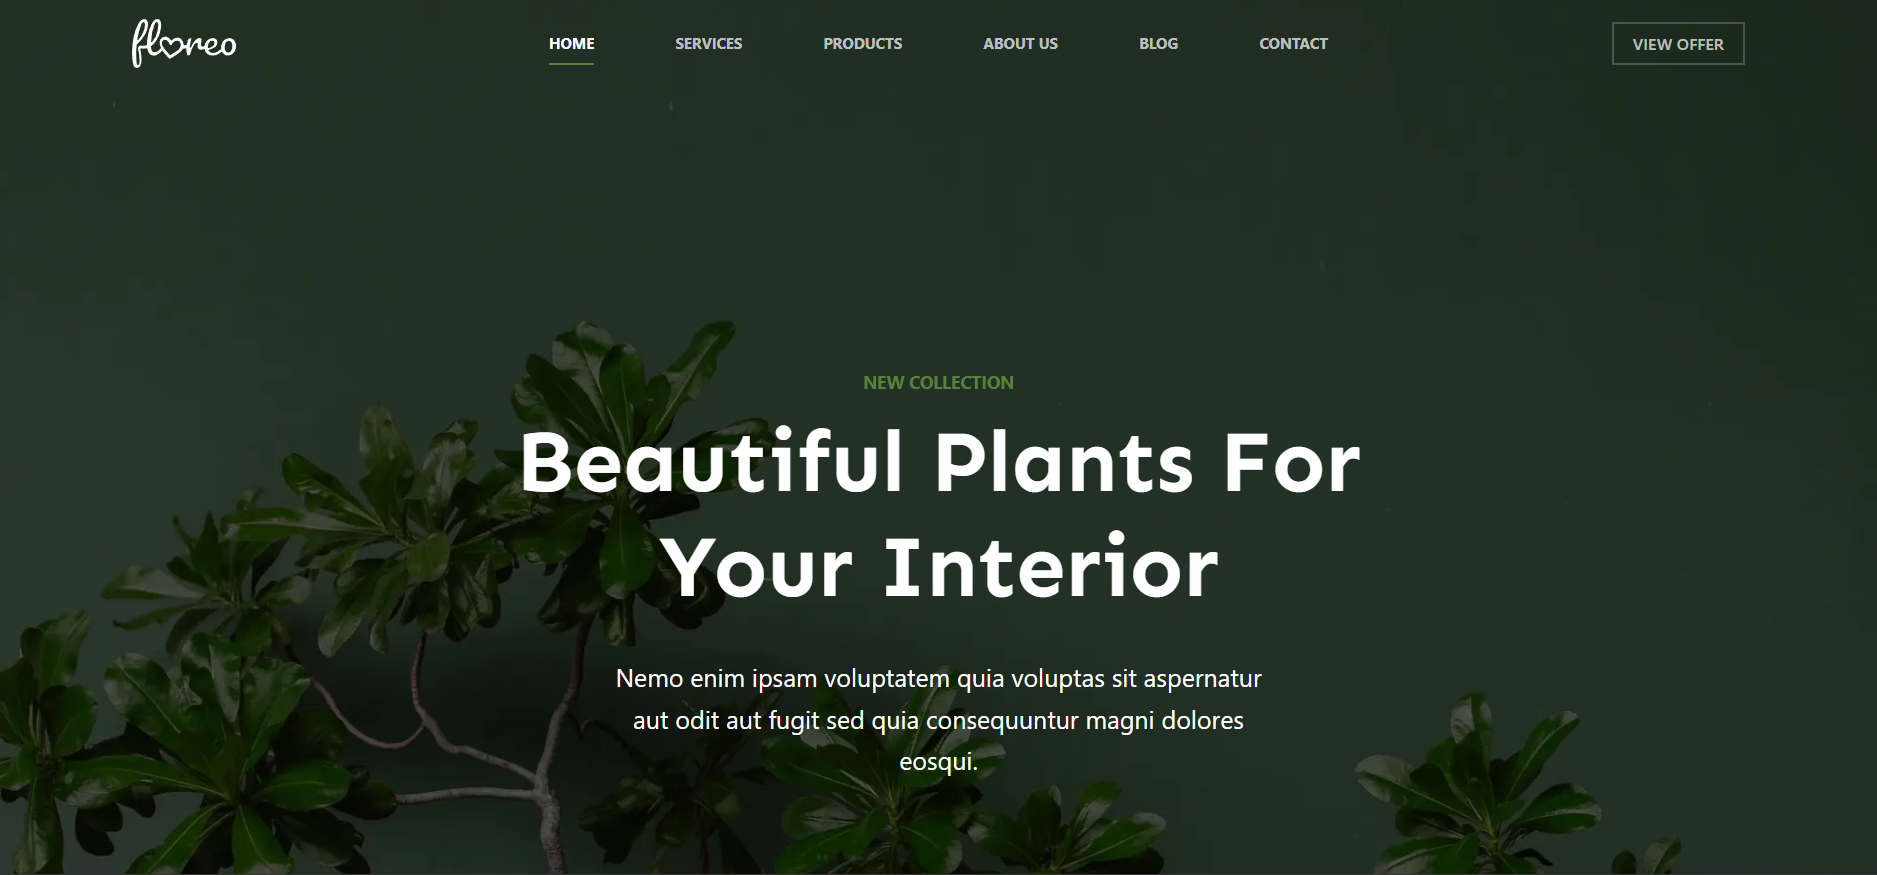 floreo
HOME SERVICES PRODUCTS ABOUT US BLOG CONTACT
VIEW OFFER
NEW COLLECTION
Beautiful Plants For
Your Interior
Nemo enim ipsam voluptatem quia voluptas sit aspernatur
aut odit aut fugit sed quia consequuntur magni dolores
eosqui.